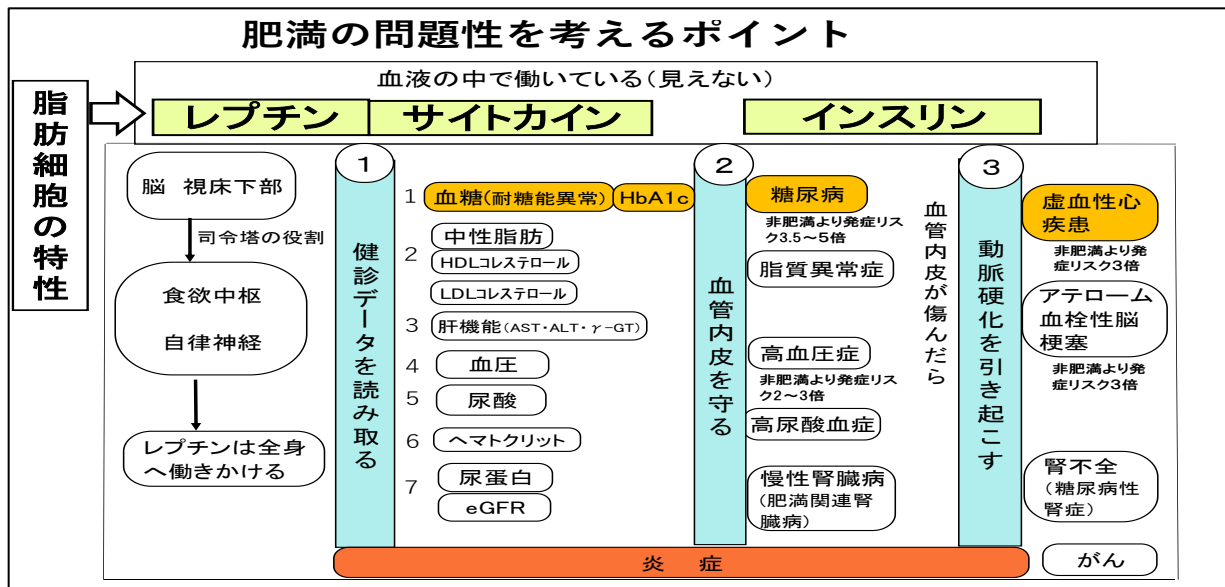 肥満の問題性を考えるポイント
脂肪細胞の特性
血液の中で働いている(見えない)
レプチン
サイトカイン
インスリン
脳 視床下部
司令塔の役割
食欲中枢
自律神経
レプチンは全身
へ働きかける
1
健診データを読み取る
1 血糖(耐糖能異常) HbA1c
2 中性脂肪
HDLコレステロール
LDLコレステロール
3 肝機能(AST・ALT・γ-GT)
4 血圧
5 尿酸
6 ヘマトクリット
7 尿蛋白
eGFR
2
血管内皮を守る
糖尿病
非肥満より発症リス
ク3.5～5倍
脂質異常症
高血圧症
非肥満より発症リス
ク2～3倍
高尿酸血症
慢性腎臓病
(肥満関連腎
臓病)
血管内皮が傷んだら
3
動脈硬化を引き起こす
虚血性心
疾患
非肥満より発
症リスク3倍
アテローム
血栓性脳
梗塞
非肥満より発
症リスク3倍
腎不全
(糖尿病性
腎症)
がん
炎 症